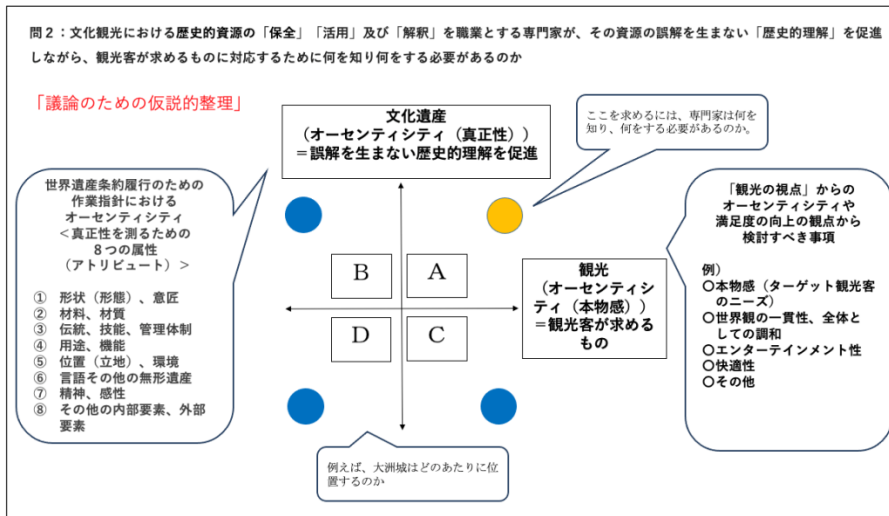 問2：文化観光における歴史的資源の「保全」「活用」及び「解釈」を職業とする専門家が、その資源の誤解を生まない「歴史的理解」を促進
しながら、観光客が求めるものに対応するために何を知り何をする必要があるのか
「議論のための仮説的整理」
文化遺産
（オーセンティシティ（真正性））
＝誤解を生まない歴史的理解を促進
ここを求めるには、専門家は何を
知り、何をする必要があるのか。
世界遺産条約履行のための
作業指針における
オーセンティシティ
＜真正性を測るための
８つの属性
（アトリビュート）＞
① 形状（形態）、意匠
② 材料、材質
③ 伝統、技能、管理体制
④ 用途、機能
⑤ 位置（立地）、環境
⑥ 言語その他の無形遺産
⑦ 精神、感性
⑧ その他の内部要素、外部
要素
B
A
D
C
観光
（オーセンティシ
ティ（本物感））
＝観光客が求める
もの
「観光の視点」からの
オーセンティシティや
満足度の向上の観点から
検討すべき事項
例）
〇本物感（ターゲット観光客
のニーズ）
〇世界観の一貫性、全体と
しての調和
〇エンターテインメント性
〇快適性
〇その他
例えば、大洲城はどのあたりに位
置するのか